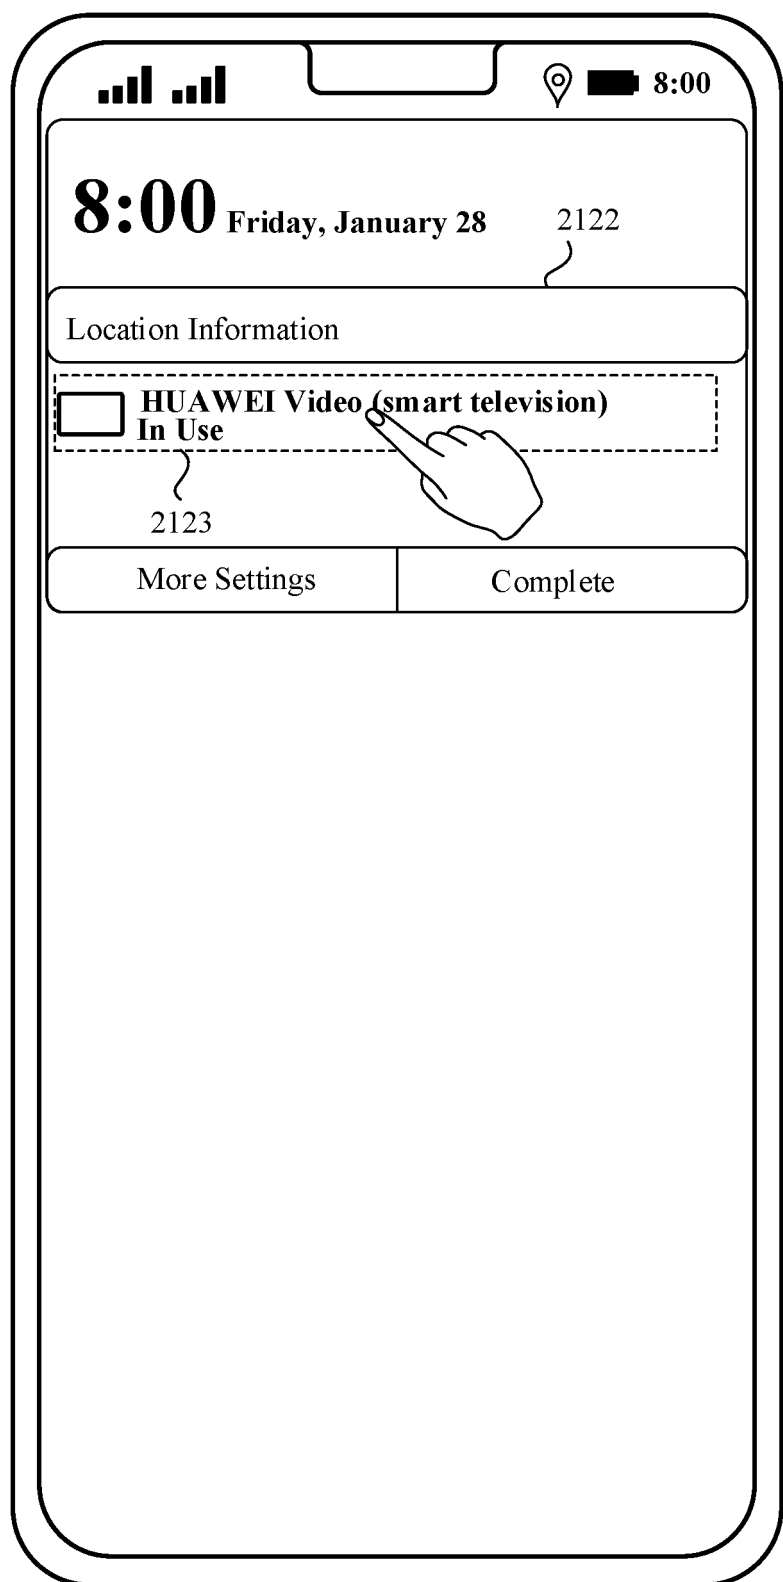 8:00
8:00 Friday, January 28
2122
Location Information
HUAWEI Video (smart television)
In Use
2123
More Settings
Complete